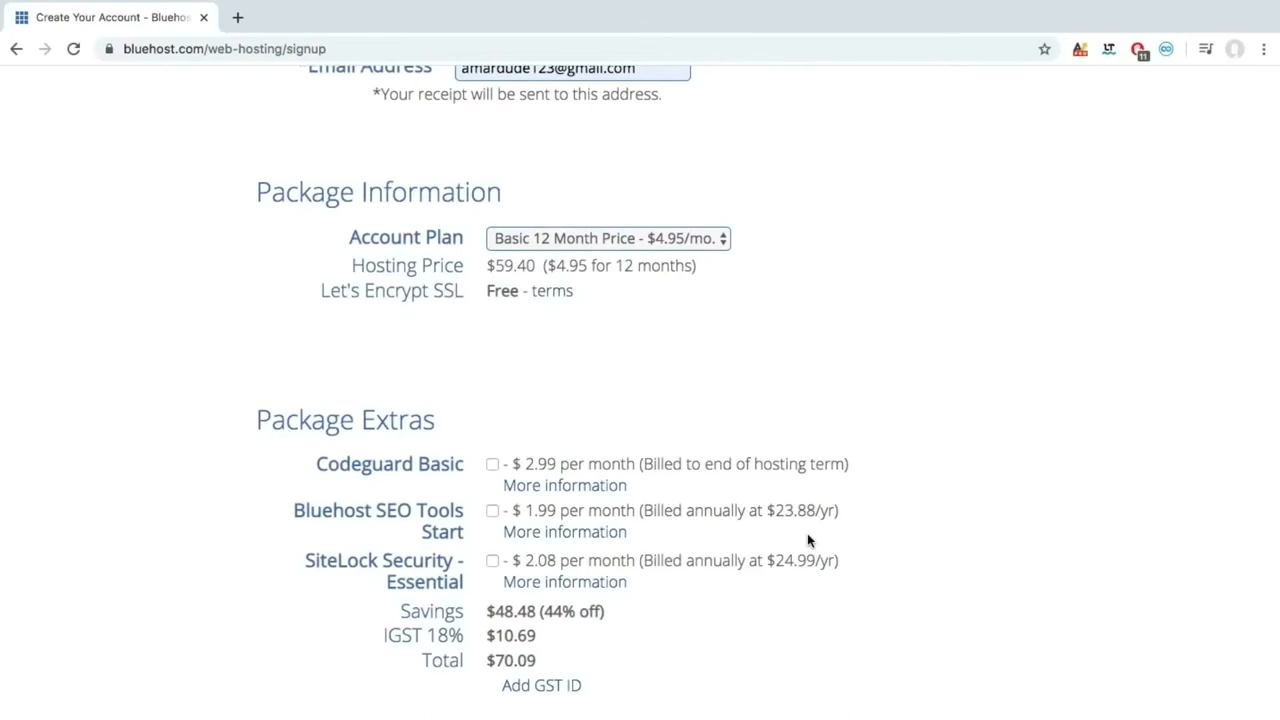 Create Your Account - Bluehos
bluehost.com/web-hosting/signup
11
*Email Address amardude123@gmail.com
*Your receipt will be sent to this address.
Package Information
Account Plan Basic 12 Month Price - $4.95/mo.
Hosting Price $59.40 ($4.95 for 12 months)
Let's Encrypt SSL Free - terms
Package Extras
Codeguard Basic - $ 2.99 per month (Billed to end of hosting term)
More information
Bluehost SEO Tools - $ 1.99 per month (Billed annually at $23.88/yr)
Start More information
SiteLock Security - - $ 2.08 per month (Billed annually at $24.99/yr)
Essential More information
Savings $48.48 (44% off)
IGST 18% $10.69
Total $70.09
Add GST ID